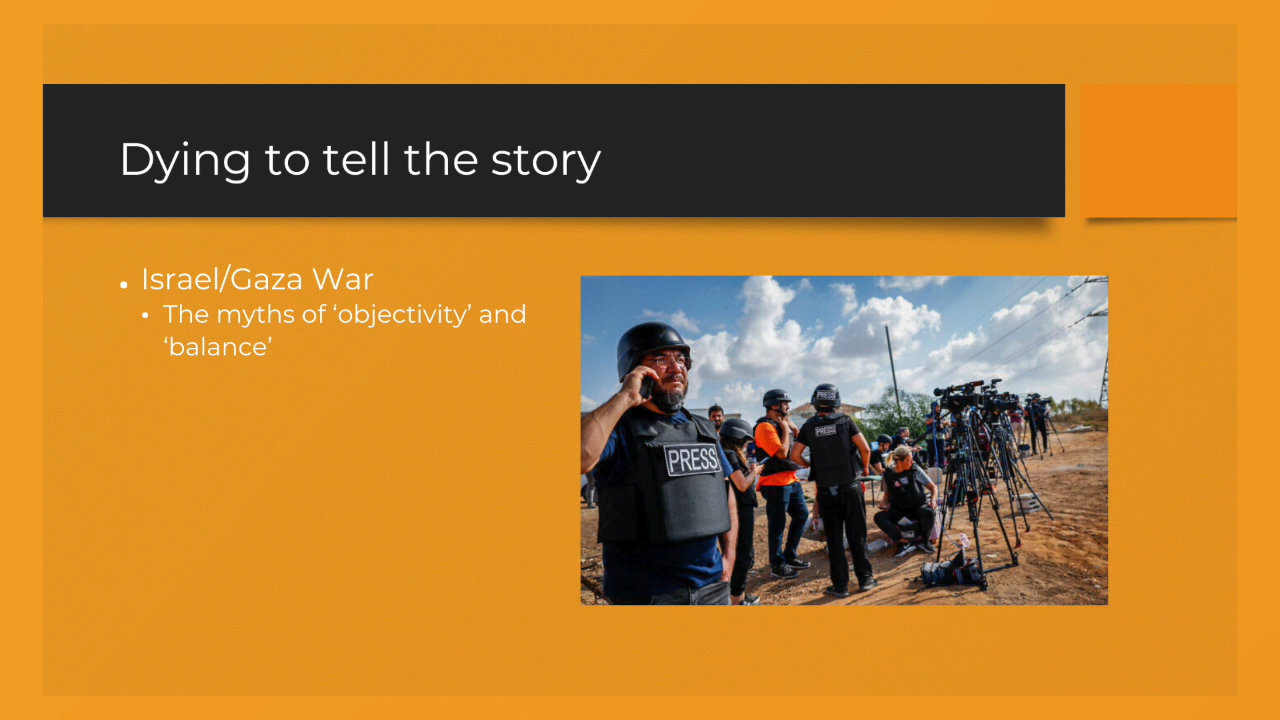 Dying to tell the story
• Israel/Gaza War
• The myths of ‘objectivity’ and
‘balance’
PRESS
PRESS
PRESS